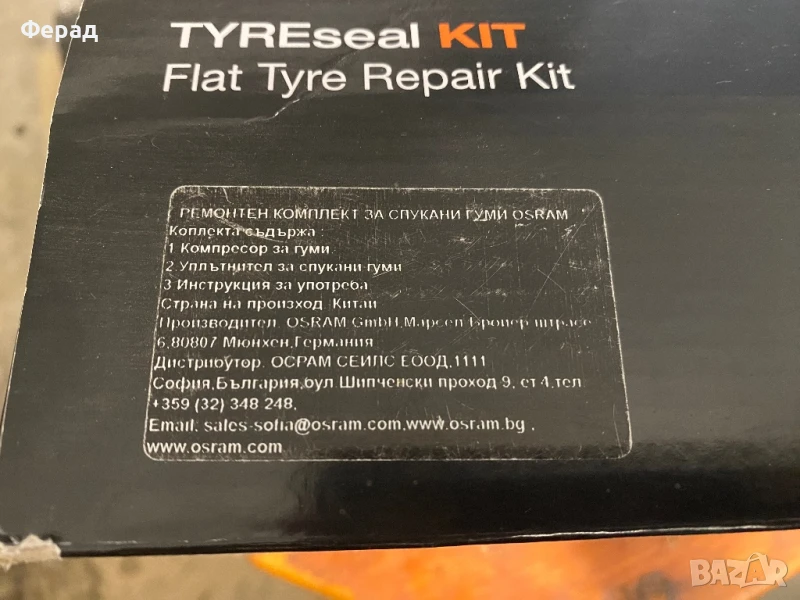 Ферад
TYREseal KIT
Flat Tyre Repair Kit
РЕМОНТЕН КОМПЛЕКТ ЗА СПУКАНИ ГУМИ OSRAM
Коплекта съдържа :
1 Компресор за гуми
2 Уплътнител за спукани гуми
3 Инструкция за употреба
Страна на произход Китай
Производител: OSRAM GmbH,Марсел Бройер штрасе
6,80807 Мюнхен,Германия
Дистрибутор: ОСРАМ СЕЙЛС ЕООД,1111
София,България,бул Шипченски проход 9, ет 4,тел
+359 (32) 348 248,
Email: sales-sofia@osram.com,www.osram.bg ,
www.osram.com
BAZAR